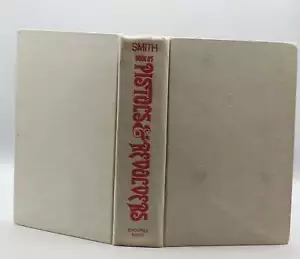 SMITH
BOOK OF
PISTOLS &
REVOLVERS